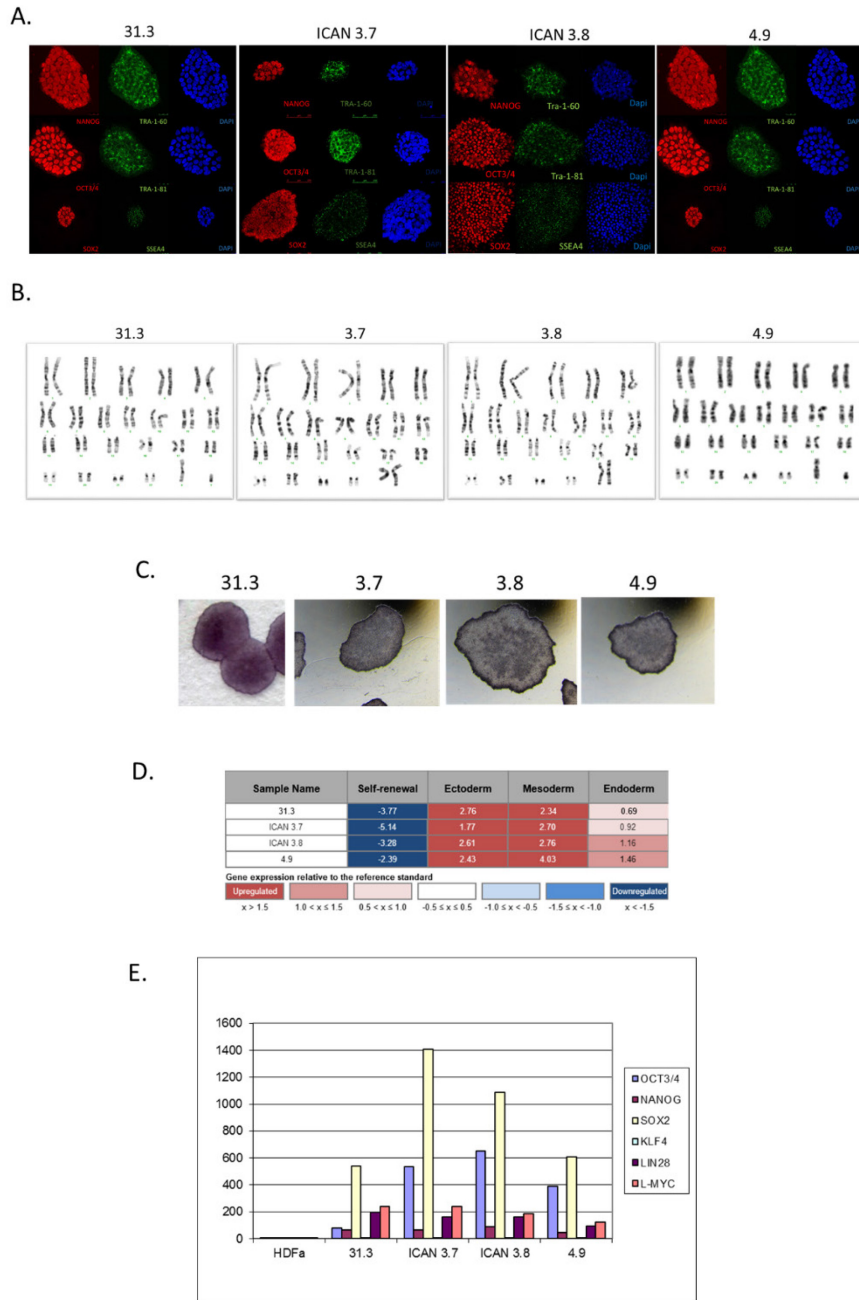 A.
31.3 ICAN 3.7 ICAN 3.8 4.9
NANOG TRA-1-60 DAPI NANOG TRA-1-60 DAPI NANOG Tra-1-60 Dapi NANOG TRA-1-60 DAPI
OCT3/4 TRA-1-81 DAPI OCT3/4 TRA-1-81 DAPI OCT3/4 Tra-1-81 Dapi OCT3/4 TRA-1-81 DAPI
SOX2 SSEA4 DAPI SOX2 SSEA4 DAPI SOX2 SSEA4 Dapi SOX2 SSEA4 DAPI
B.
31.3 3.7 3.8 4.9
C.
31.3 3.7 3.8 4.9
D.
Sample Name Self-renewal Ectoderm Mesoderm Endoderm
31.3 -3.77 2.76 2.34 0.69
ICAN 3.7 -5.14 1.77 2.70 0.92
ICAN 3.8 -3.28 2.61 2.76 1.16
4.9 -2.39 2.43 4.03 1.46
Gene expression relative to the reference standard
Upregulated Downregulated
x > 1.5 1.0 < x ≤ 1.5 0.5 < x ≤ 1.0 -0.5 ≤ x ≤ 0.5 -1.0 ≤ x < -0.5 -1.5 ≤ x < -1.0 x < -1.5
E.
1600
1400
1200
1000
800
600
400
200
0
HDFa 31.3 ICAN 3.7 ICAN 3.8 4.9
OCT3/4
NANOG
SOX2
KLF4
LIN28
L-MYC